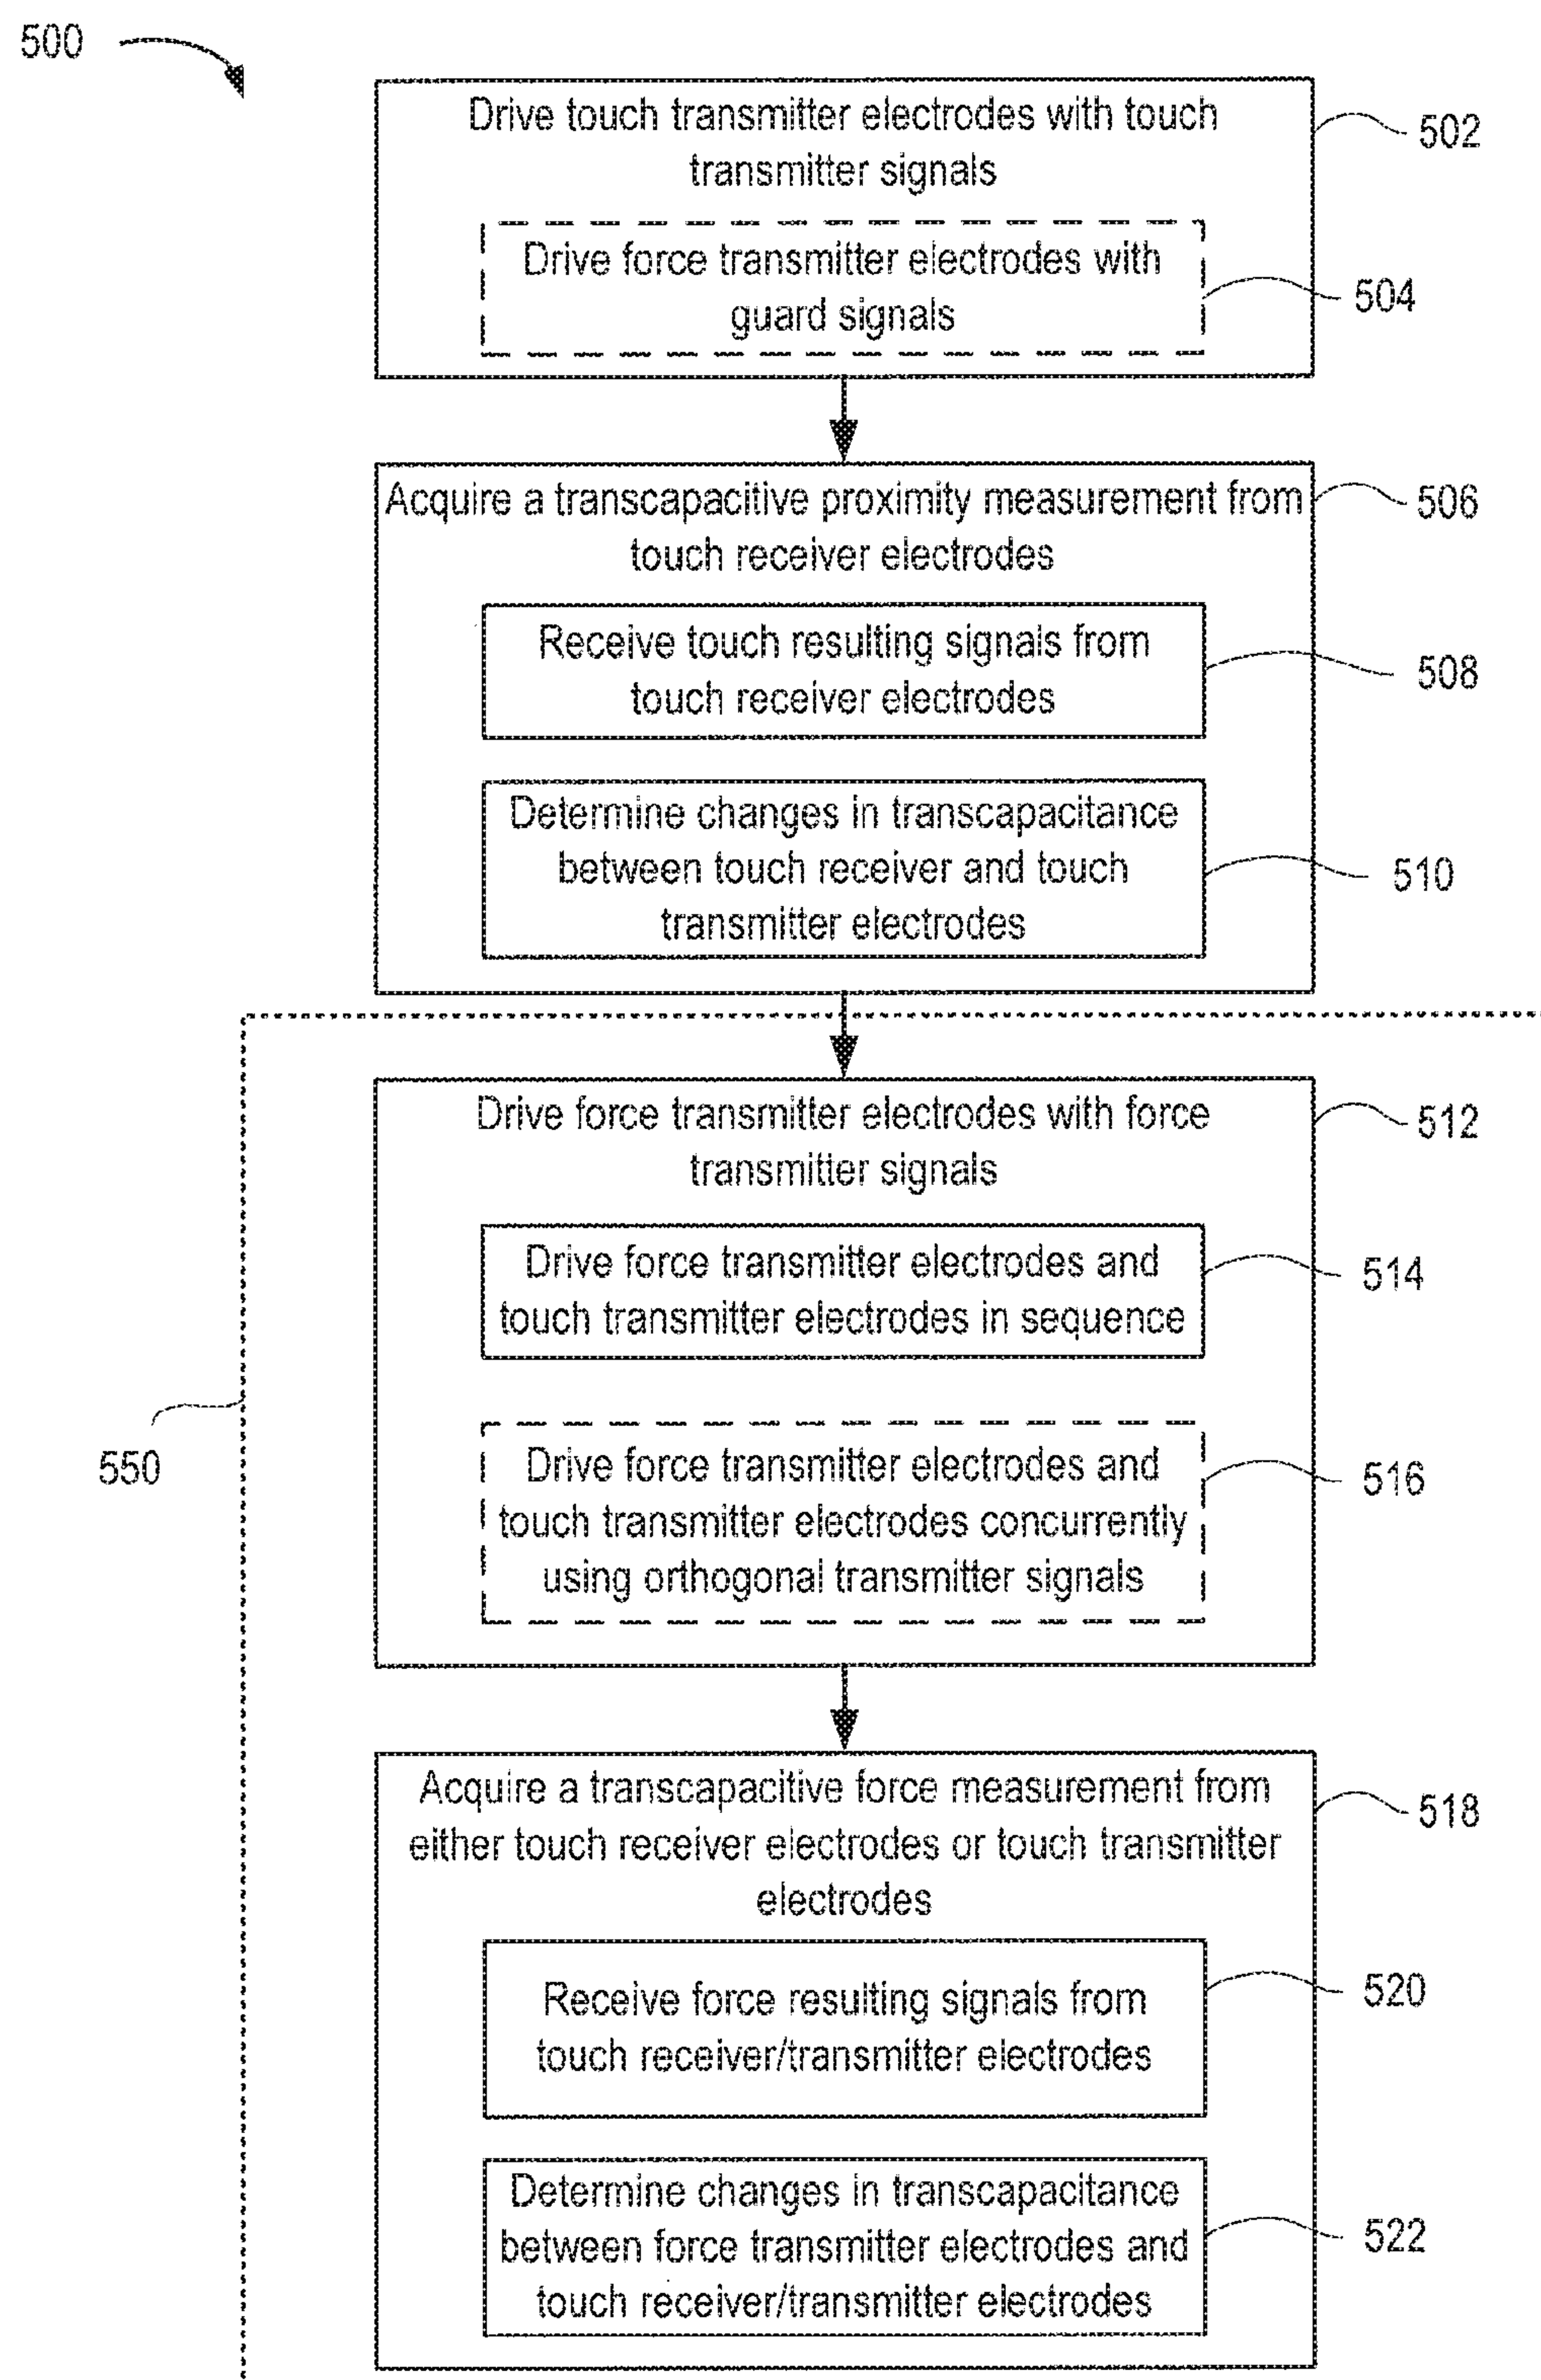 500
Drive touch transmitter electrodes with touch
transmitter signals
502
Drive force transmitter electrodes with
guard signals
504
Acquire a transcapacitive proximity measurement from
touch receiver electrodes
506
Receive touch resulting signals from
touch receiver electrodes
508
Determine changes in transcapacitance
between touch receiver and touch
transmitter electrodes
510
Drive force transmitter electrodes with force
transmitter signals
512
Drive force transmitter electrodes and
touch transmitter electrodes in sequence
514
550
Drive force transmitter electrodes and
touch transmitter electrodes concurrently
using orthogonal transmitter signals
516
Acquire a transcapacitive force measurement from
either touch receiver electrodes or touch transmitter
electrodes
518
Receive force resulting signals from
touch receiver/transmitter electrodes
520
Determine changes in transcapacitance
between force transmitter electrodes and
touch receiver/transmitter electrodes
522